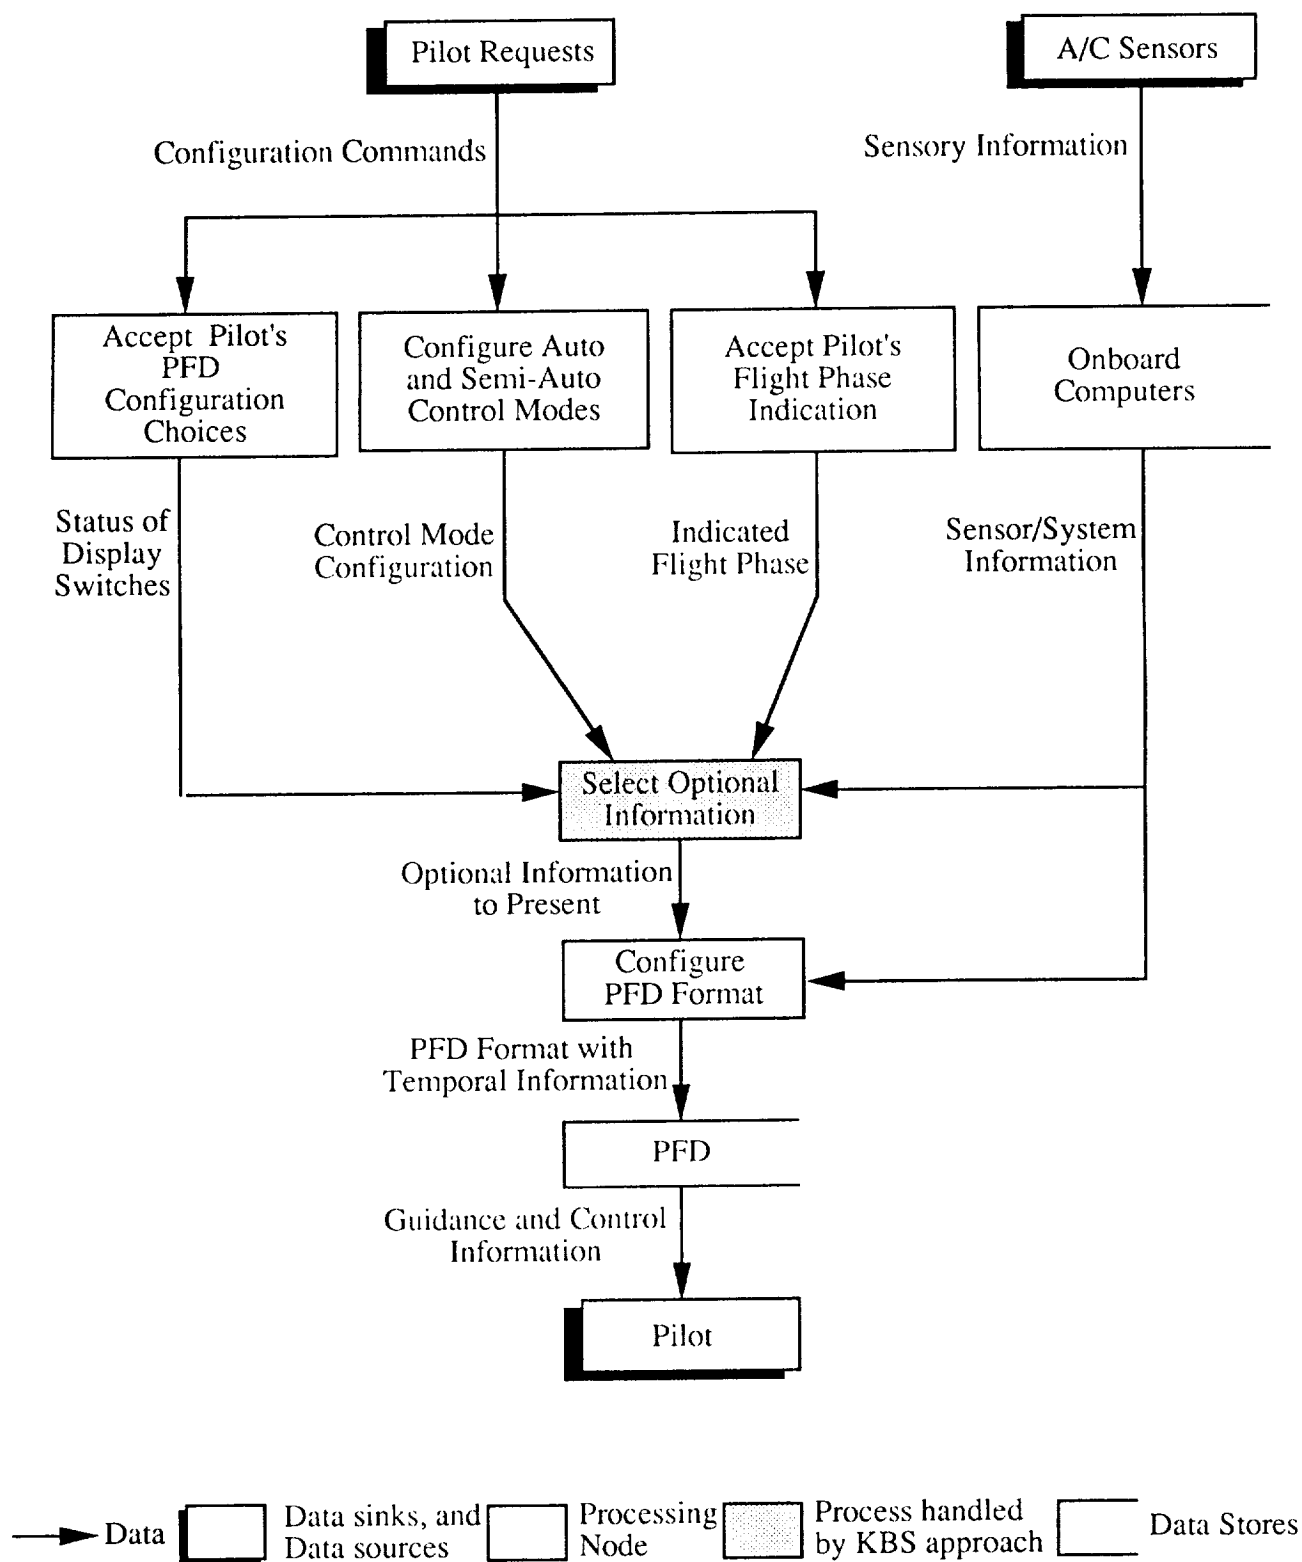 Pilot Requests
A/C Sensors
Configuration Commands
Sensory Information
Accept Pilot's
PFD
Configuration
Choices
Configure Auto
and Semi-Auto
Control Modes
Accept Pilot's
Flight Phase
Indication
Onboard
Computers
Status of
Display
Switches
Control Mode
Configuration
Indicated
Flight Phase
Sensor/System
Information
Select Optional
Information
Optional Information
to Present
Configure
PFD Format
PFD Format with
Temporal Information
PFD
Guidance and Control
Information
Pilot
Data
Data sinks, and
Data sources
Processing
Node
Process handled
by KBS approach
Data Stores